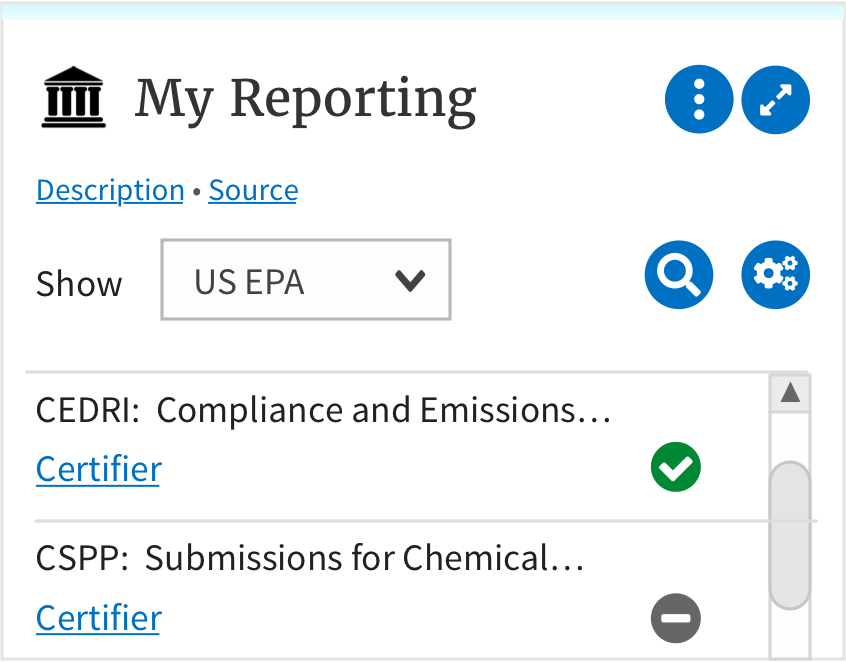 My Reporting
Description • Source
Show US EPA
CEDRI: Compliance and Emissions...
Certifier
CSPP: Submissions for Chemical...
Certifier